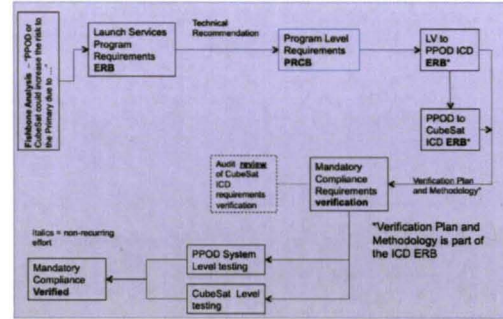 Fishbone Analysis - "PPOD or
CubeSat could increase the risk to
the Primary due to ..."
Launch Services
Program
Requirements
ERB
Technical
Recommendation
Program Level
Requirements
PRCB
LV to
PPOD ICD
ERB*
PPOD to
CubeSat
ICD ERB*
Audit review
of CubeSat
ICD
requirements
verification
Mandatory
Compliance
Requirements
verification
Verification Plan
and Methodology*
Italics = non-recurring
effort
*Verification Plan and
Methodology is part of
the ICD ERB
PPOD System
Level testing
Mandatory
Compliance
Verified
CubeSat Level
testing